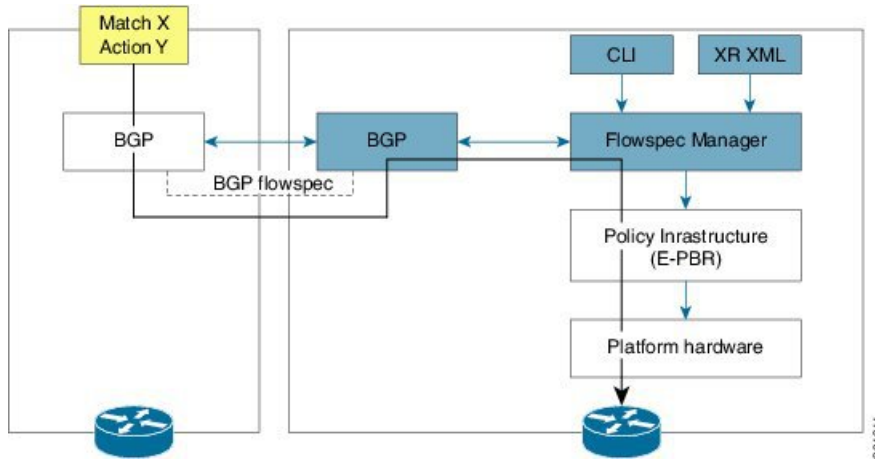 Match X
Action Y
CLI
XR XML
BGP
BGP
Flowspec Manager
BGP flowspec
Policy Inrastructure
(E-PBR)
Platform hardware